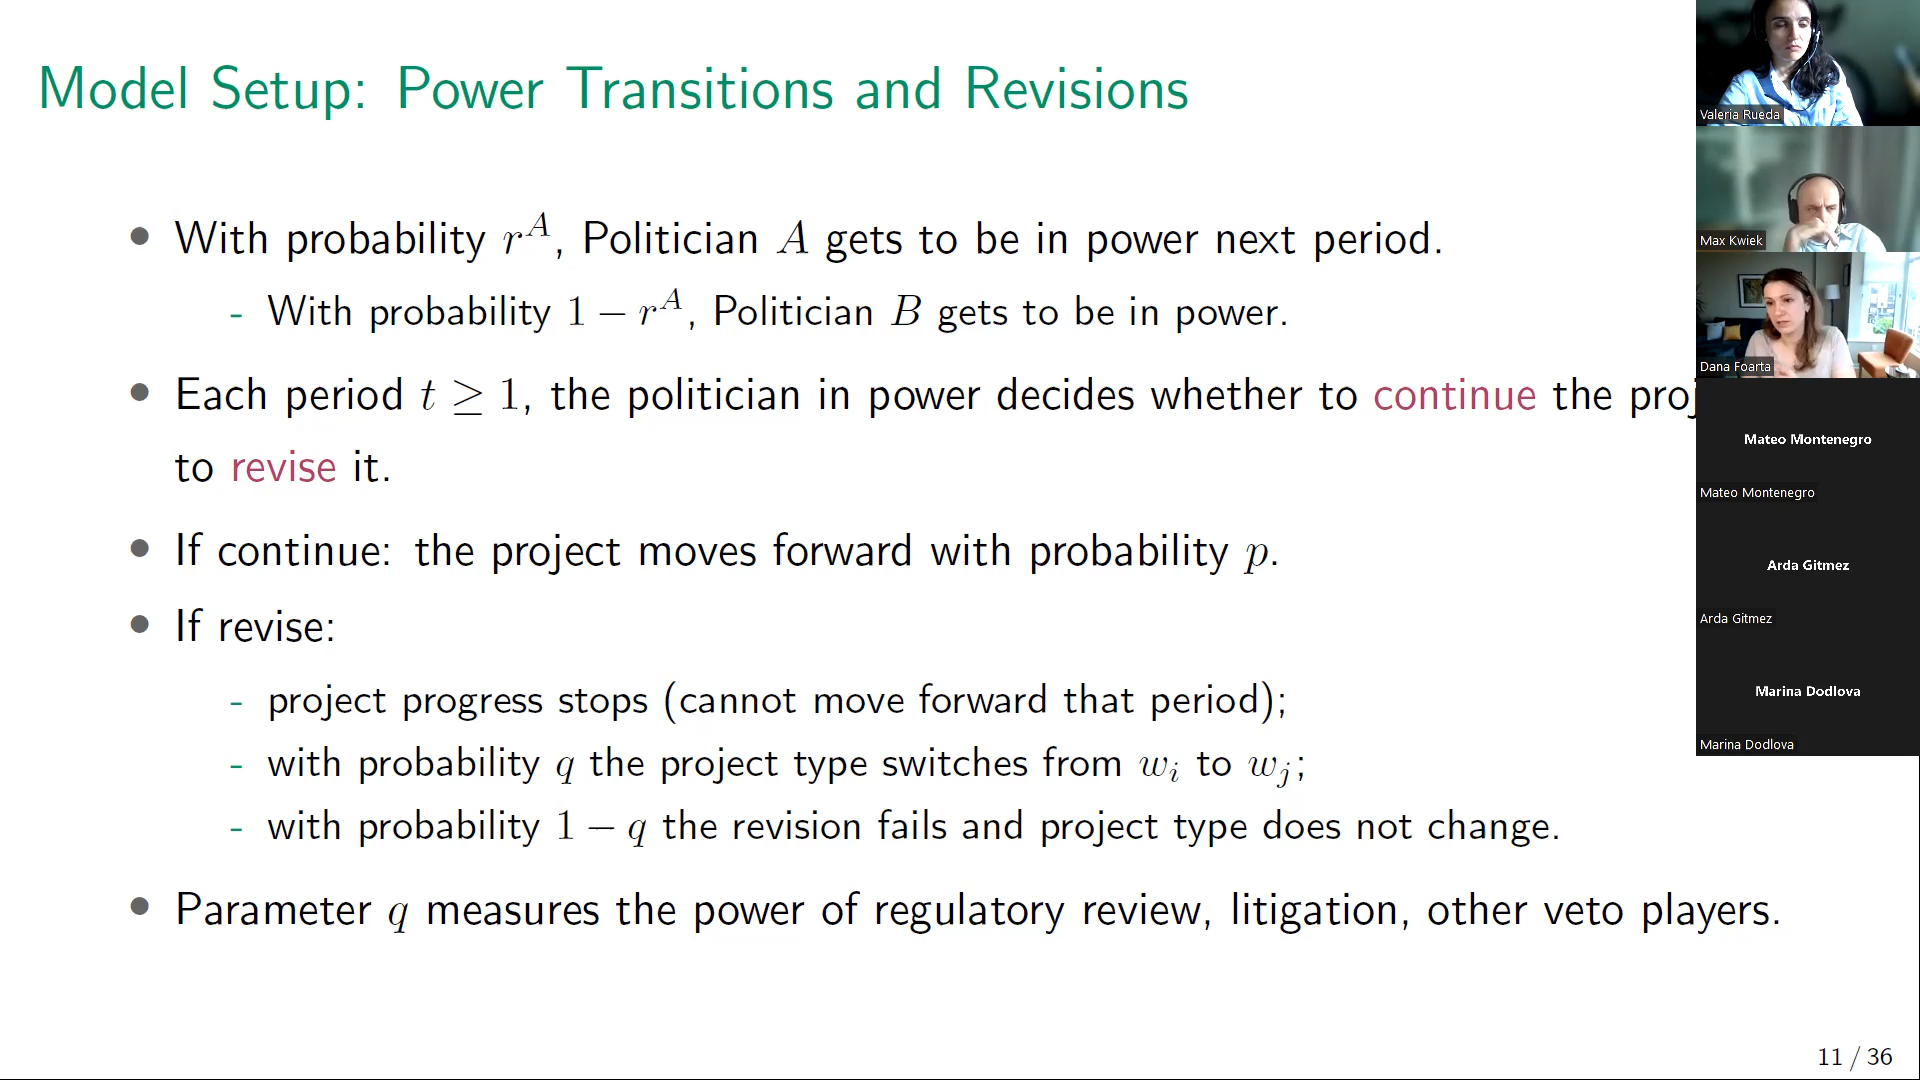 Model Setup: Power Transitions and Revisions
• With probability r^A, Politician A gets to be in power next period.
- With probability 1 − r^A, Politician B gets to be in power.
• Each period t ≥ 1, the politician in power decides whether to continue the proj
to revise it.
• If continue: the project moves forward with probability p.
• If revise:
- project progress stops (cannot move forward that period);
- with probability q the project type switches from w_i to w_j;
- with probability 1 − q the revision fails and project type does not change.
• Parameter q measures the power of regulatory review, litigation, other veto players.
11 / 36
Valeria Rueda
Max Kwiek
Dana Foarta
Mateo Montenegro
Mateo Montenegro
Arda Gitmez
Arda Gitmez
Marina Dodlova
Marina Dodlova